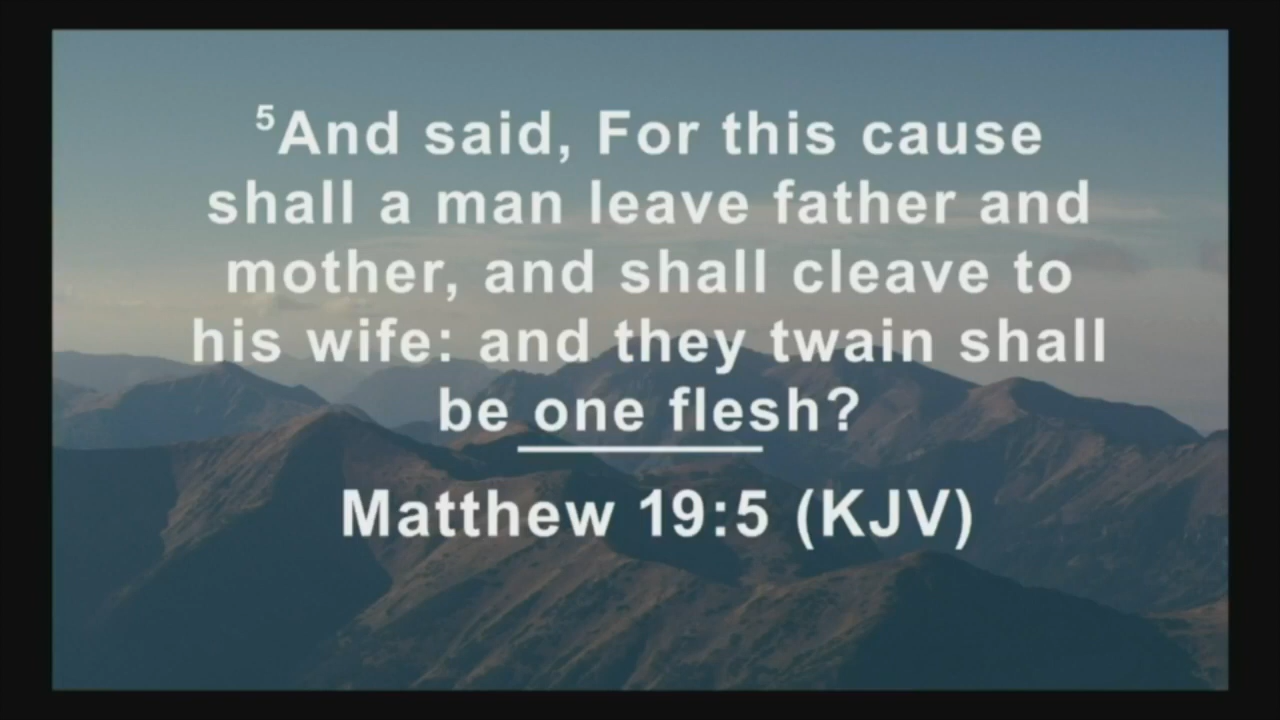 ⁵And said, For this cause
shall a man leave father and
mother, and shall cleave to
his wife: and they twain shall
be one flesh?
Matthew 19:5 (KJV)